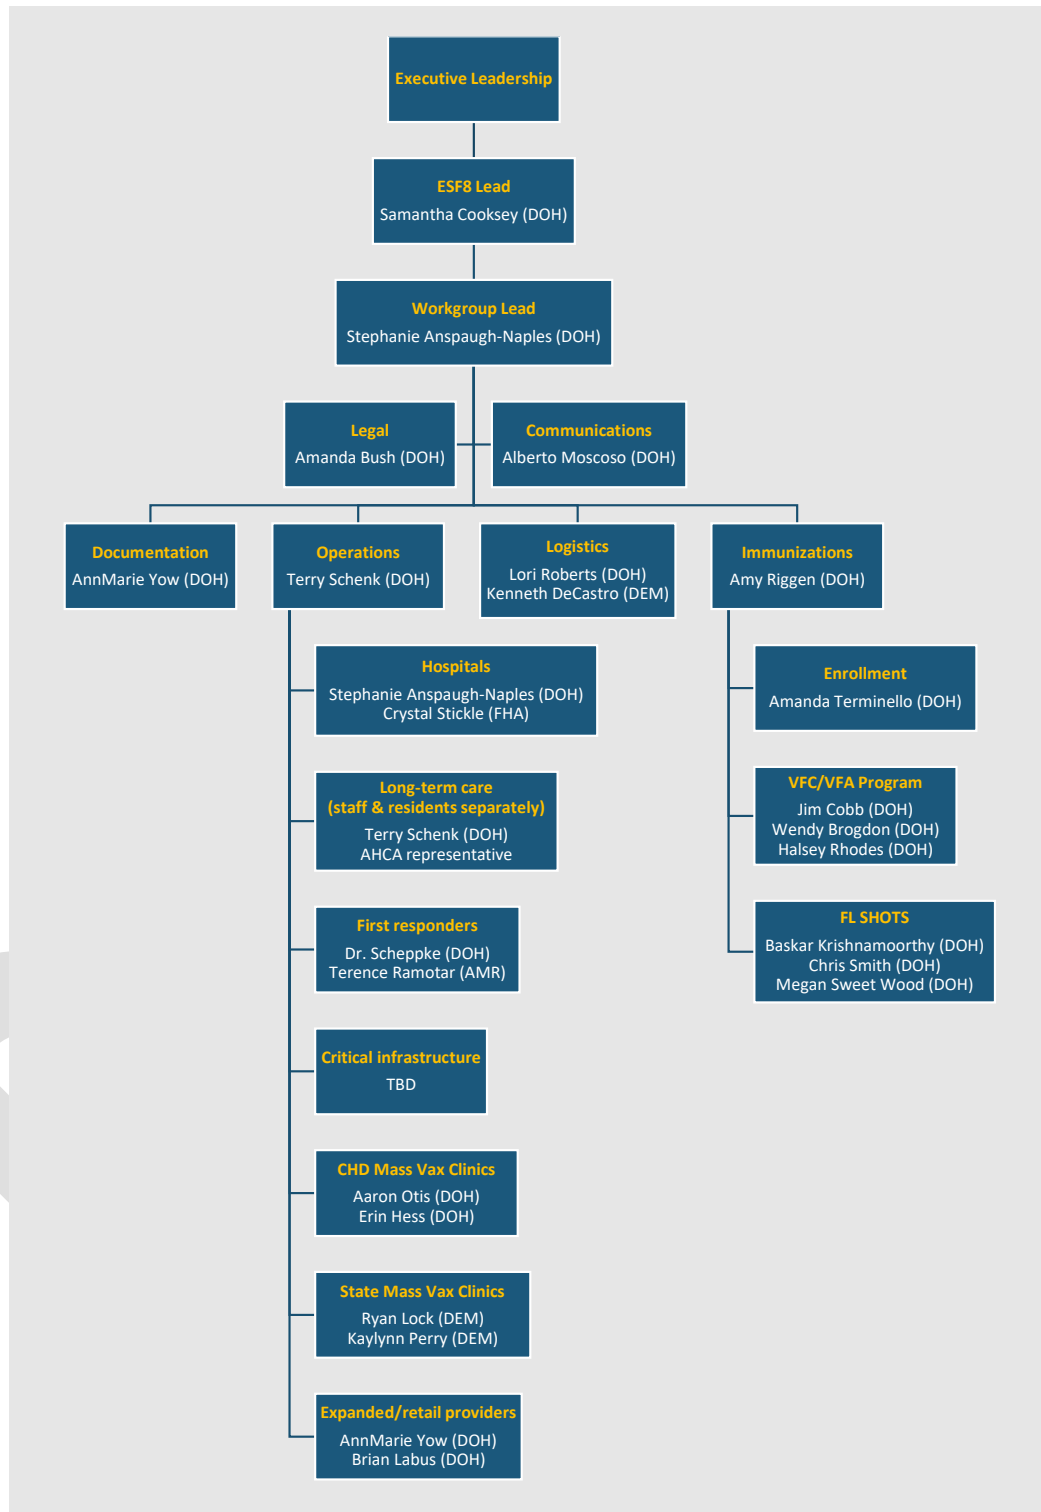 Executive Leadership
ESF8 Lead
Samantha Cooksey (DOH)
Workgroup Lead
Stephanie Anspaugh-Naples (DOH)
Legal
Amanda Bush (DOH)
Communications
Alberto Moscoso (DOH)
Documentation
AnnMarie Yow (DOH)
Operations
Terry Schenk (DOH)
Logistics
Lori Roberts (DOH)
Kenneth DeCastro (DEM)
Immunizations
Amy Riggen (DOH)
Hospitals
Stephanie Anspaugh-Naples (DOH)
Crystal Stickle (FHA)
Long-term care
(staff & residents separately)
Terry Schenk (DOH)
AHCA representative
First responders
Dr. Scheppke (DOH)
Terence Ramotar (AMR)
Critical infrastructure
TBD
CHD Mass Vax Clinics
Aaron Otis (DOH)
Erin Hess (DOH)
State Mass Vax Clinics
Ryan Lock (DEM)
Kaylynn Perry (DEM)
Expanded/retail providers
AnnMarie Yow (DOH)
Brian Labus (DOH)
Enrollment
Amanda Terminello (DOH)
VFC/VFA Program
Jim Cobb (DOH)
Wendy Brogdon (DOH)
Halsey Rhodes (DOH)
FL SHOTS
Baskar Krishnamoorthy (DOH)
Chris Smith (DOH)
Megan Sweet Wood (DOH)